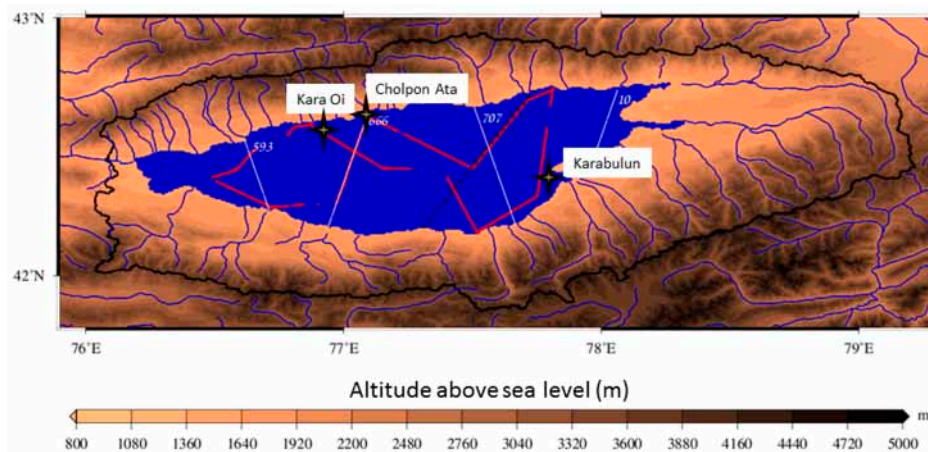 43°N
Cholpon Ata
Kara Oi
10
666
707
593
Karabulun
42°N
76°E
77°E
78°E
79°E
Altitude above sea level (m)
m
800 1080 1360 1640 1920 2200 2480 2760 3040 3320 3600 3880 4160 4440 4720 5000